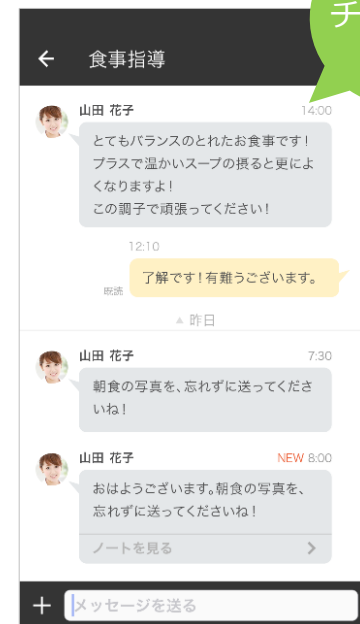 チ
食事指導
山田 花子 14:00
とてもバランスのとれたお食事です！
プラスで温かいスープの摂ると更によ
くなりますよ！
この調子で頑張ってください！
12:10
了解です！有難うございます。
既読
▲ 昨日
山田 花子 7:30
朝食の写真を、忘れずに送ってくださ
いね！
山田 花子 NEW 8:00
おはようございます。朝食の写真を、
忘れずに送ってくださいね！
ノートを見る
メッセージを送る